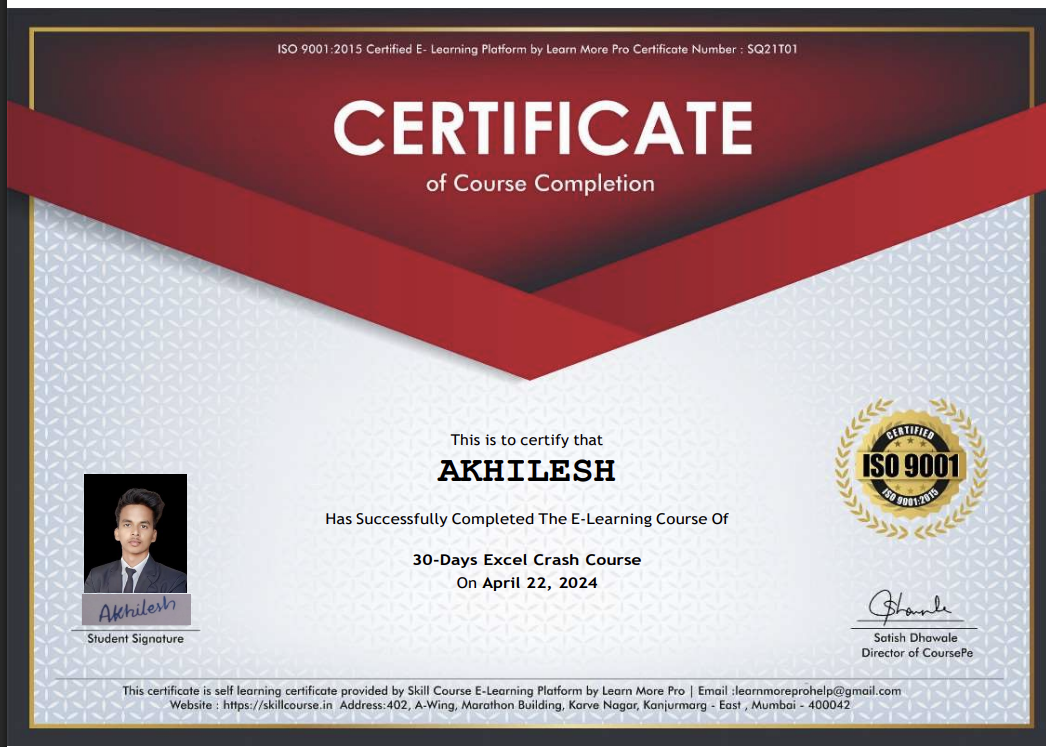 ISO 9001:2015 Certified E- Learning Platform by Learn More Pro Certificate Number : SQ21T01
CERTIFICATE
of Course Completion
This is to certify that
AKHILESH
Has Successfully Completed The E-Learning Course Of
30-Days Excel Crash Course
On April 22, 2024
CERTIFIED
ISO 9001
ISO 9001:2015
Akhilesh
Student Signature
Satish Dhawale
Director of CoursePe
This certificate is self learning certificate provided by Skill Course E-Learning Platform by Learn More Pro | Email :learnmoreprohelp@gmail.com
Website : https://skillcourse.in Address:402, A-Wing, Marathon Building, Karve Nagar, Kanjurmarg - East , Mumbai - 400042